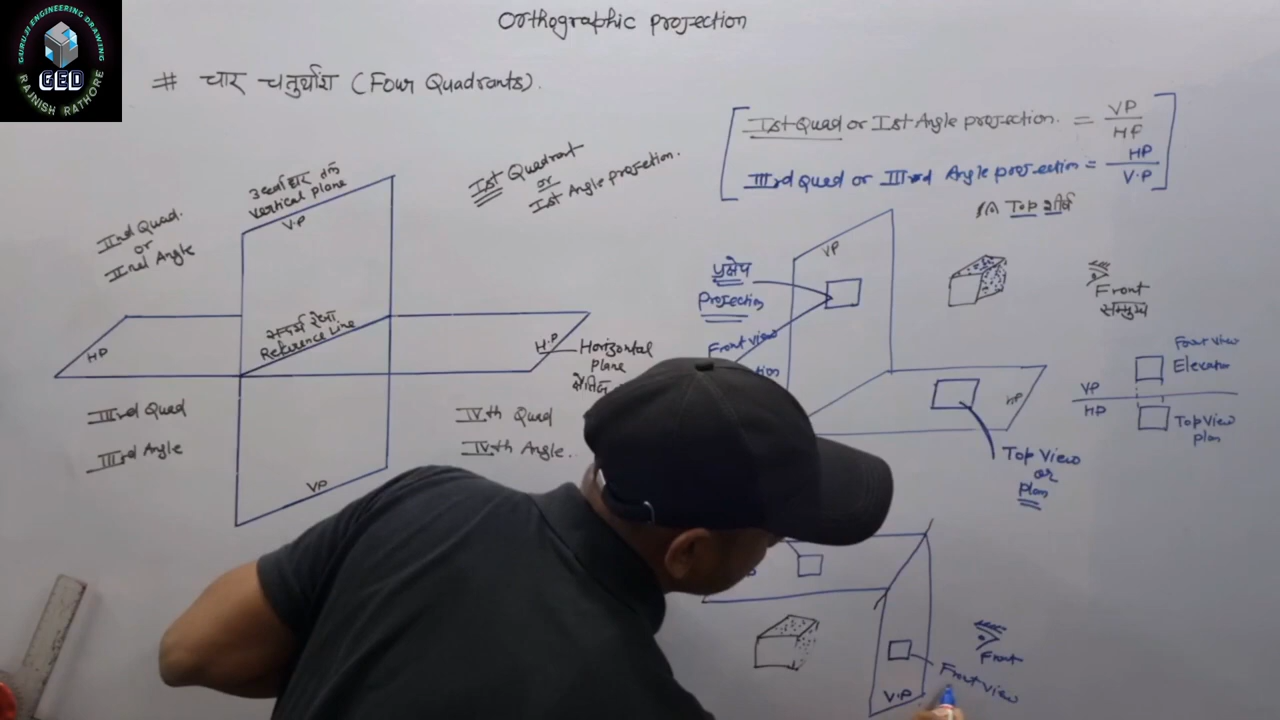 GURUJI ENGINEERING DRAWING
GED
RAJNISH RATHORE
Orthographic projection
# चार चतुर्थांश (Four Quadrants).
IInd Quad.
or
IInd Angle
vertical plane
V.P
Ist Quadrant
or
Ist Angle projection.
HP
Reference Line
H.P
Horizontal
plane
IIIrd Quad
IIIrd Angle
IVth Quad
IVth Angle.
VP
Ist Quad or Ist Angle projection. = VP
HP
IIIrd Quad or IIIrd Angle projection = HP
V.P
Top शीर्ष
VP
प्रक्षेप
Projection
Front view
Front
सम्मुख
HP
Top View
or
plan
Front view
Elevation
VP
HP
Top View
plan
Front
Front view
V.P